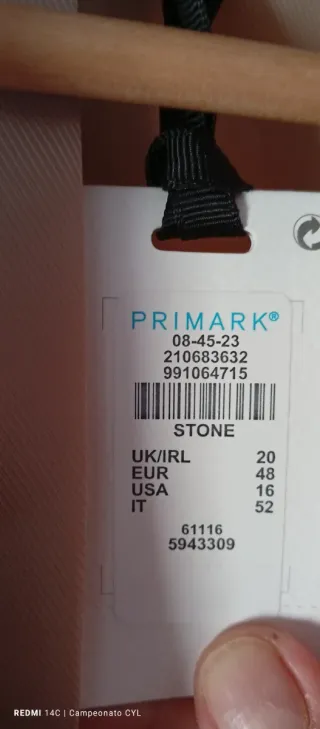 PRIMARK®
08-45-23
210683632
991064715
STONE
UK/IRL 20
EUR 48
USA 16
IT 52
61116
5943309
REDMI 14C | Campeonato CYL